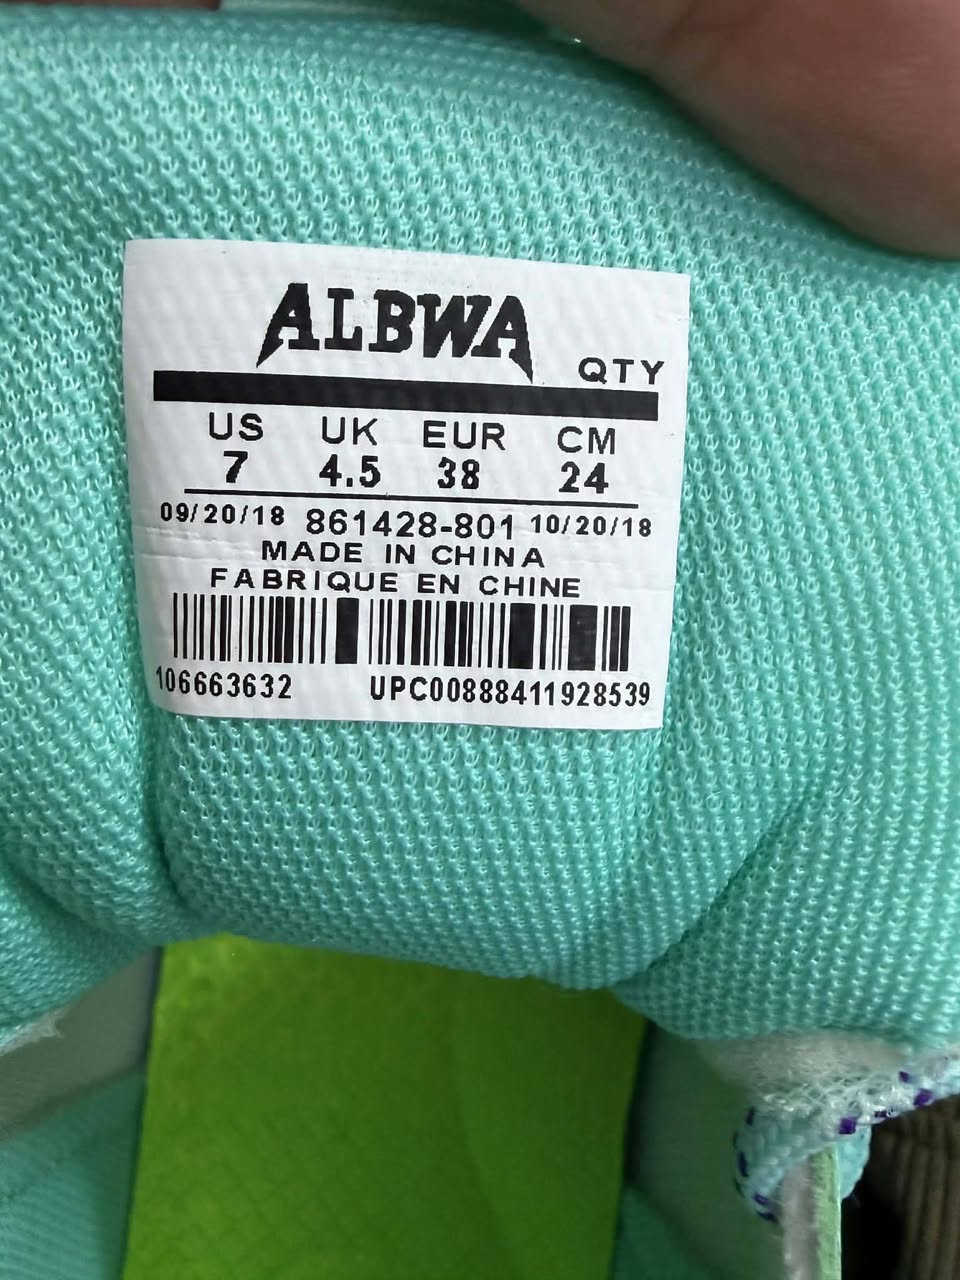 ALBWA
QTY
US UK EUR CM
7 4.5 38 24
09/20/18 861428-801 10/20/18
MADE IN CHINA
FABRIQUE EN CHINE
106663632 UPC00888411928539